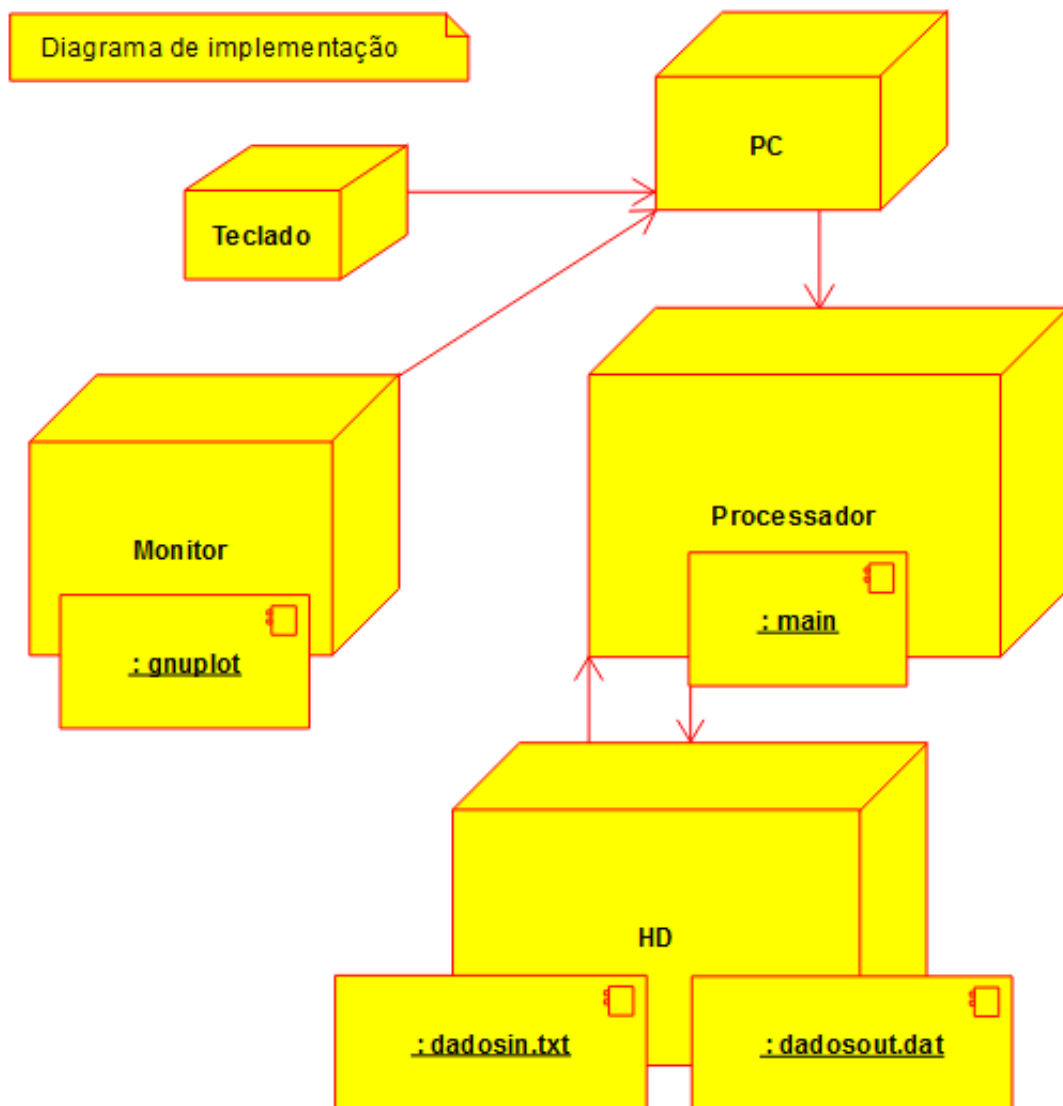 Diagrama de implementação
PC
Teclado
Processador
Monitor
: main
: gnuplot
HD
: dadosin.txt
: dadosout.dat